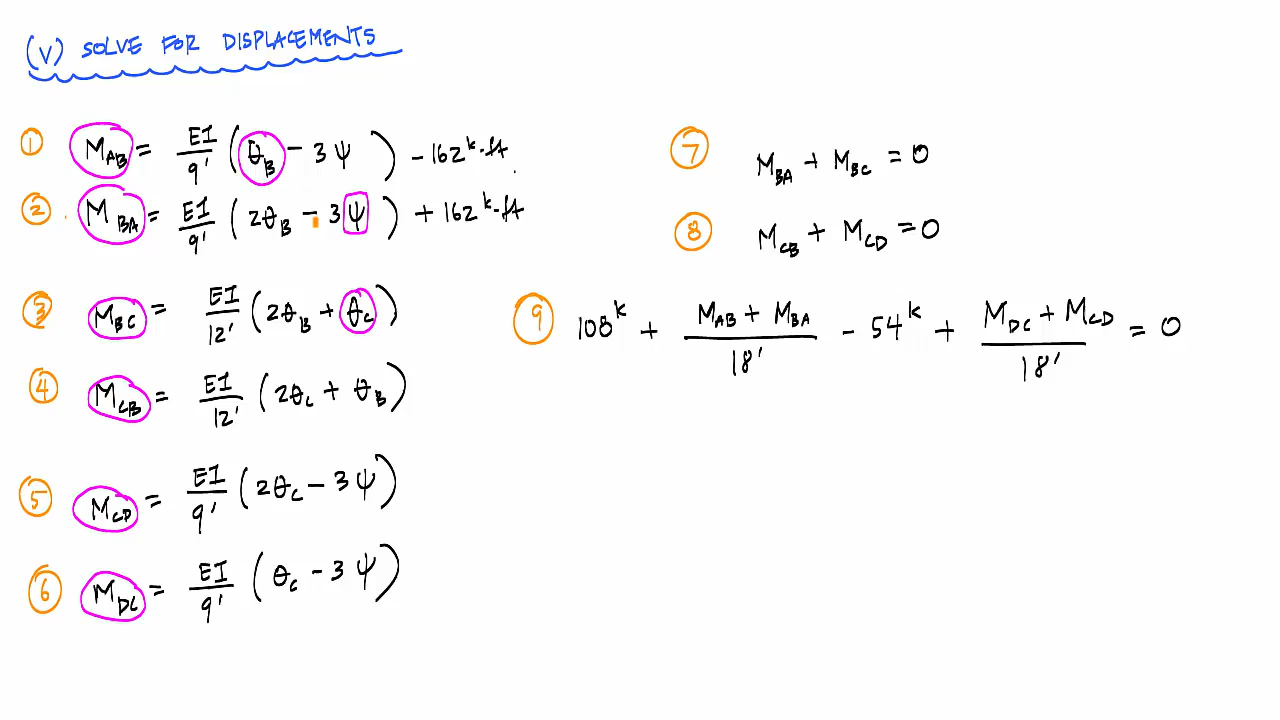 (V) SOLVE FOR DISPLACEMENTS
① M_AB = EI/9' (θ_B - 3ψ) - 162 k-ft
② M_BA = EI/9' (2θ_B - 3ψ) + 162 k-ft
③ M_BC = EI/12' (2θ_B + θ_C)
④ M_CB = EI/12' (2θ_C + θ_B)
⑤ M_CD = EI/9' (2θ_C - 3ψ)
⑥ M_DC = EI/9' (θ_C - 3ψ)
⑦ M_BA + M_BC = 0
⑧ M_CB + M_CD = 0
⑨ 108^k + (M_AB + M_BA)/18' - 54^k + (M_DC + M_CD)/18' = 0